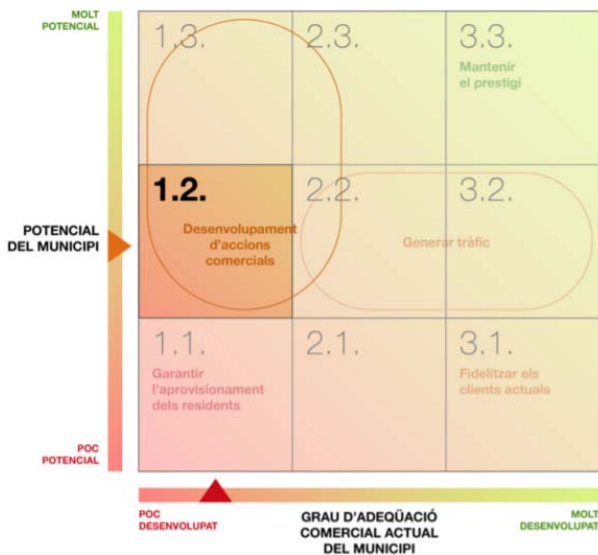 MOLT
POTENCIAL
1.3.
2.3.
3.3.
Mantenir
el prestigi
POTENCIAL
DEL MUNICIPI
1.2.
2.2.
3.2.
Desenvolupament
d'accions
comercials
Generar tràfic
1.1.
2.1.
3.1.
Garantir
l'aprovisionament
dels residents
Fidelitzar els
clients actuals
POC
POTENCIAL
POC
DESENVOLUPAT
GRAU D'ADEQÜACIÓ
COMERCIAL ACTUAL
DEL MUNICIPI
MOLT
DESENVOLUPAT